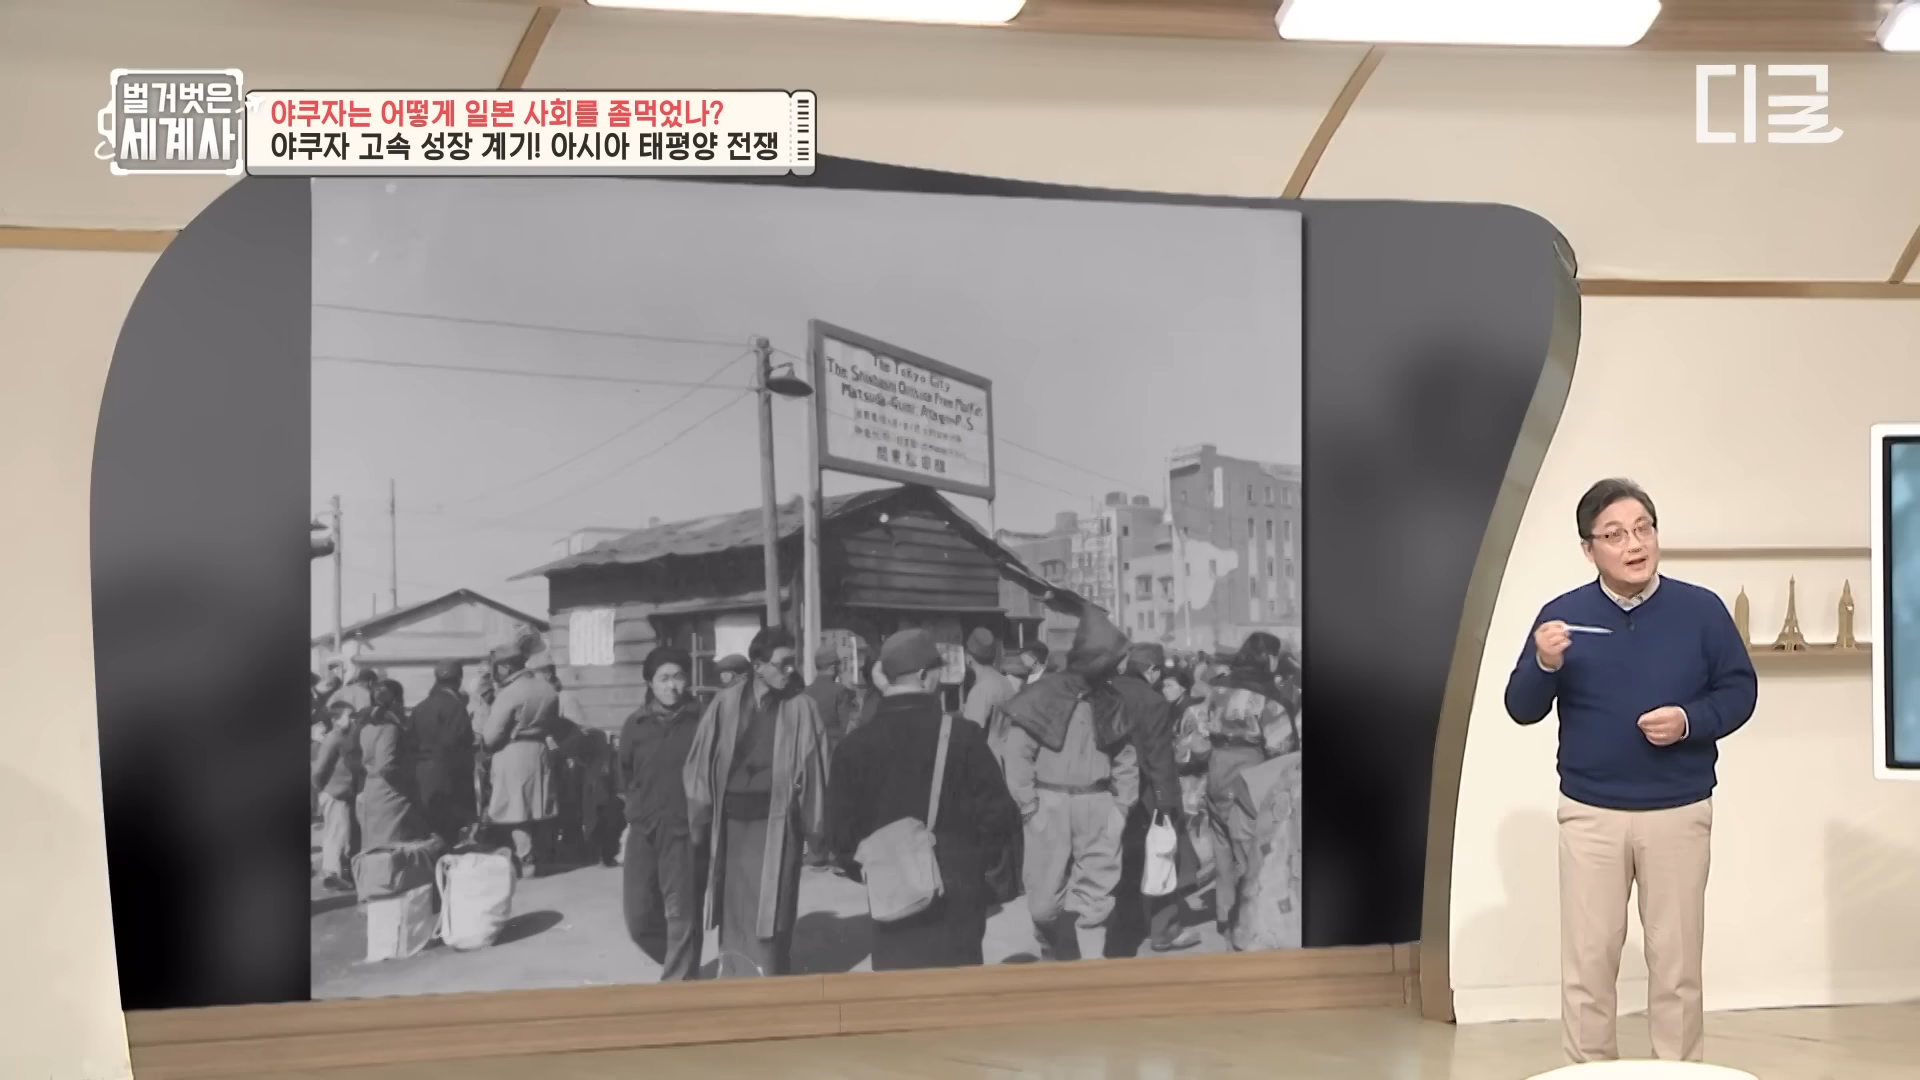 벌거벗은
세계사
야쿠자는 어떻게 일본 사회를 좀먹었나?
야쿠자 고속 성장 계기! 아시아 태평양 전쟁
디글
The Tokyo City
The Outside Free Market
Matsuda-Gumi. Atago P. S